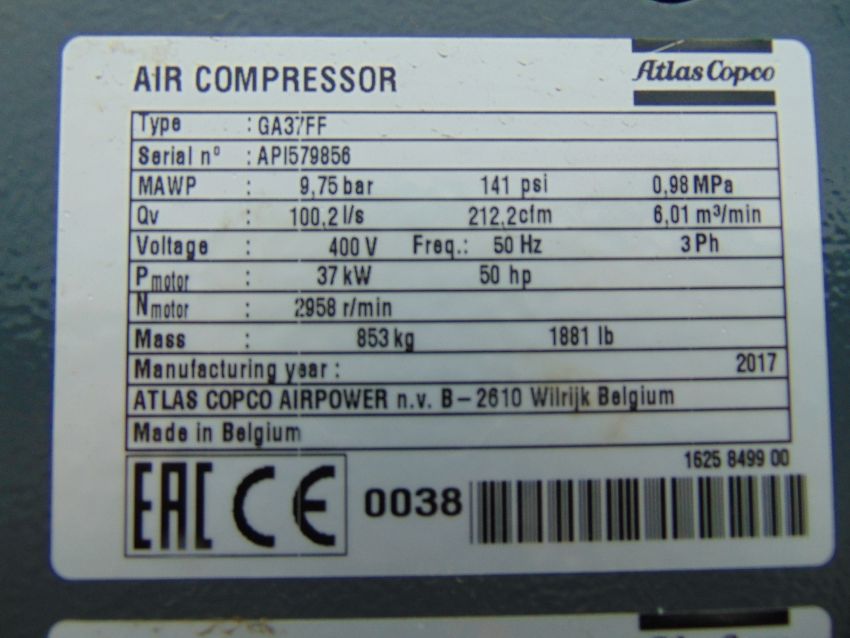 AIR COMPRESSOR
Atlas Copco
Type : GA37FF
Serial nº : API579856
MAWP : 9,75 bar 141 psi 0,98 MPa
Qv : 100,2 l/s 212,2 cfm 6,01 m³/min
Voltage : 400 V Freq.: 50 Hz 3 Ph
Pmotor : 37 kW 50 hp
Nmotor : 2958 r/min
Mass : 853 kg 1881 lb
Manufacturing year : 2017
ATLAS COPCO AIRPOWER n.v. B-2610 Wilrijk Belgium
Made in Belgium
1625 8499 00
EAC CE 0038